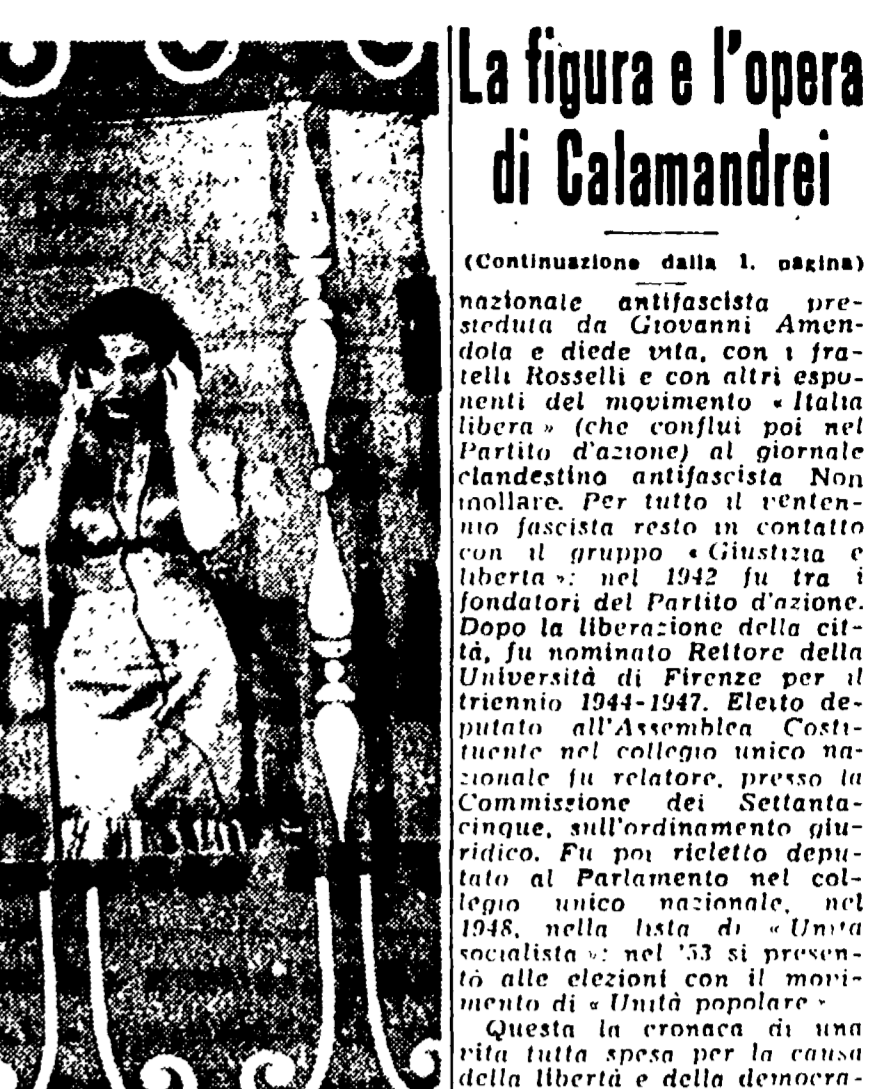 La figura e l'opera
di Calamandrei
(Continuazione dalla 1. pagina)
nazionale antifascista pre-
sieduta da Giovanni Amen-
dola e diede vita, con i fra-
telli Rosselli e con altri espo-
nenti del movimento « Italia
libera » (che confluì poi nel
Partito d'azione) al giornale
clandestino antifascista Non
mollare. Per tutto il venten-
nio fascista resto in contatto
con il gruppo « Giustizia e
liberta »: nel 1942 fu tra i
fondatori del Partito d'azione.
Dopo la liberazione della cit-
tà, fu nominato Rettore della
Università di Firenze per il
triennio 1944-1947. Eletto de-
putato all'Assemblea Costi-
tuente nel collegio unico na-
zionale fu relatore, presso la
Commissione dei Settanta-
cinque, sull'ordinamento giu-
ridico. Fu poi rieletto depu-
tato al Parlamento nel col-
legio unico nazionale, nel
1948, nella lista di « Unita
socialista »: nel '53 si presen-
tò alle elezioni con il movi-
mento di « Unità popolare »
Questa la cronaca di una
vita tutta spesa per la causa
della libertà e della democra-